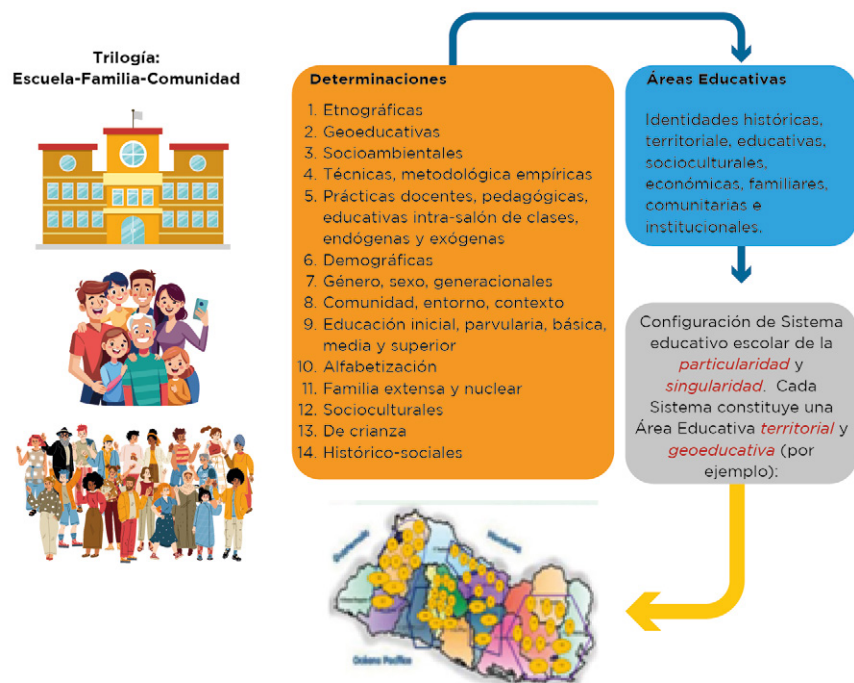 Trilogía:
Escuela-Familia-Comunidad
Determinaciones
1. Etnográficas
2. Geoeducativas
3. Socioambientales
4. Técnicas, metodológica empíricas
5. Prácticas docentes, pedagógicas,
educativas intra-salón de clases,
endógenas y exógenas
6. Demográficas
7. Género, sexo, generacionales
8. Comunidad, entorno, contexto
9. Educación inicial, parvularia, básica,
media y superior
10. Alfabetización
11. Familia extensa y nuclear
12. Socioculturales
13. De crianza
14. Histórico-sociales
Áreas Educativas
Identidades históricas,
territoriale, educativas,
socioculturales,
económicas, familiares,
comunitarias e
institucionales.
Configuración de Sistema
educativo escolar de la
particularidad y
singularidad. Cada
Sistema constituye una
Área Educativa territorial y
geoeducativa (por
ejemplo):
Guatemala
Honduras
Océano Pacífico